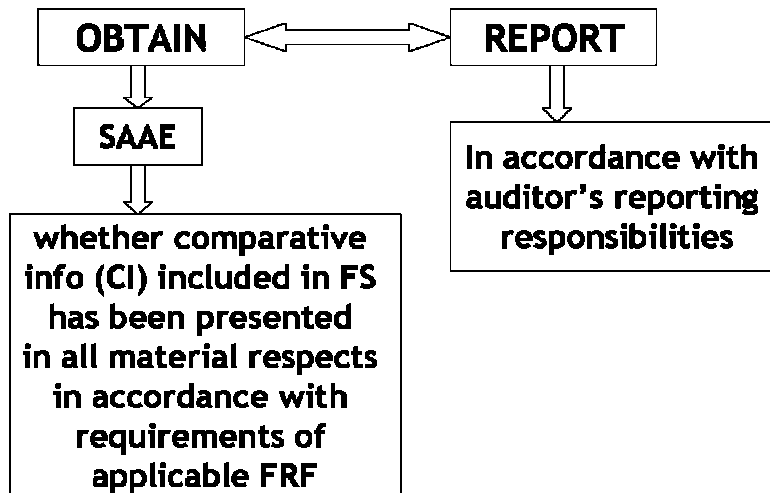 OBTAIN
REPORT
SAAE
In accordance with
auditor's reporting
responsibilities
whether comparative
info (CI) included in FS
has been presented
in all material respects
in accordance with
requirements of
applicable FRF